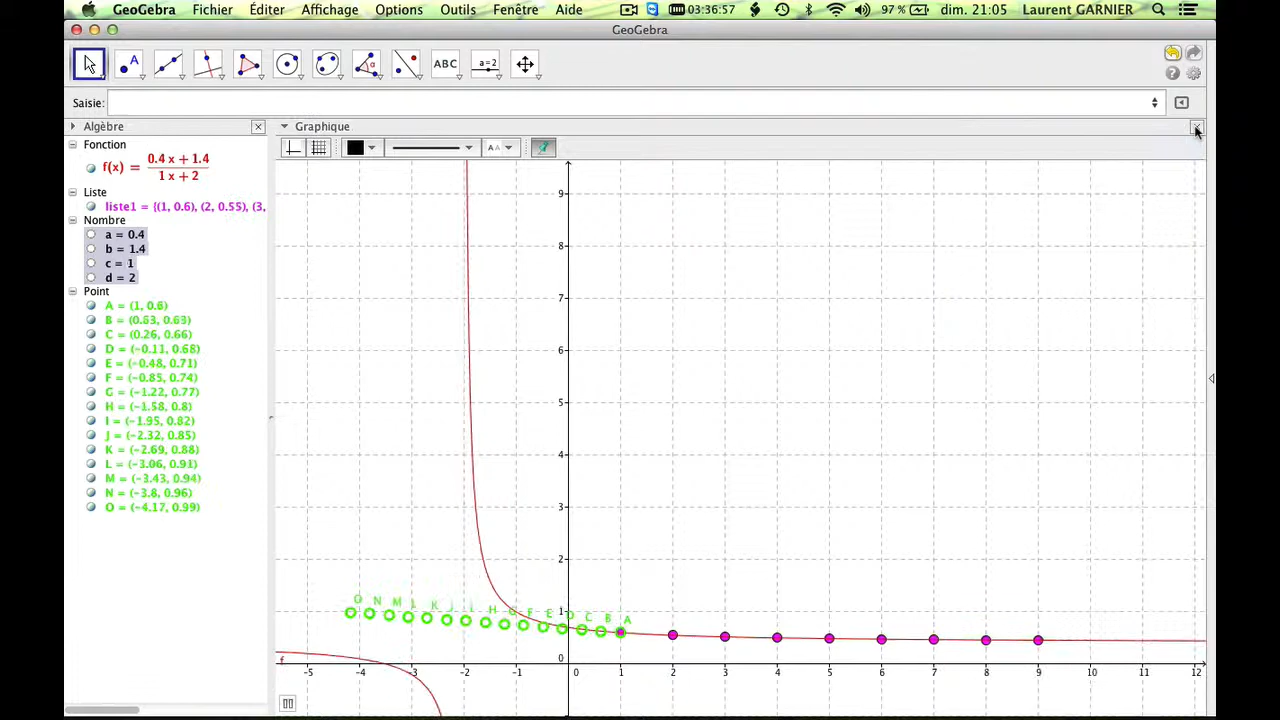 GeoGebra Fichier Éditer Affichage Options Outils Fenêtre Aide 03:36:57 97 % dim. 21:05 Laurent GARNIER
GeoGebra
A ABC a=2
Saisie:
Algèbre
Graphique
Fonction
f(x) = 0.4 x + 1.4
1 x + 2
Liste
liste1 = {(1, 0.6), (2, 0.55), (3,
Nombre
a = 0.4
b = 1.4
c = 1
d = 2
Point
A = (1, 0.6)
B = (0.63, 0.63)
C = (0.26, 0.66)
D = (−0.11, 0.68)
E = (−0.48, 0.71)
F = (−0.85, 0.74)
G = (−1.22, 0.77)
H = (−1.58, 0.8)
I = (−1.95, 0.82)
J = (−2.32, 0.85)
K = (−2.69, 0.88)
L = (−3.06, 0.91)
M = (−3.43, 0.94)
N = (−3.8, 0.96)
O = (−4.17, 0.99)
9
8
7
6
5
4
3
2
1
0
O N M L K H G F E D C B A
f
-5 -4 -3 -2 -1 0 1 2 3 4 5 6 7 8 9 10 11 12